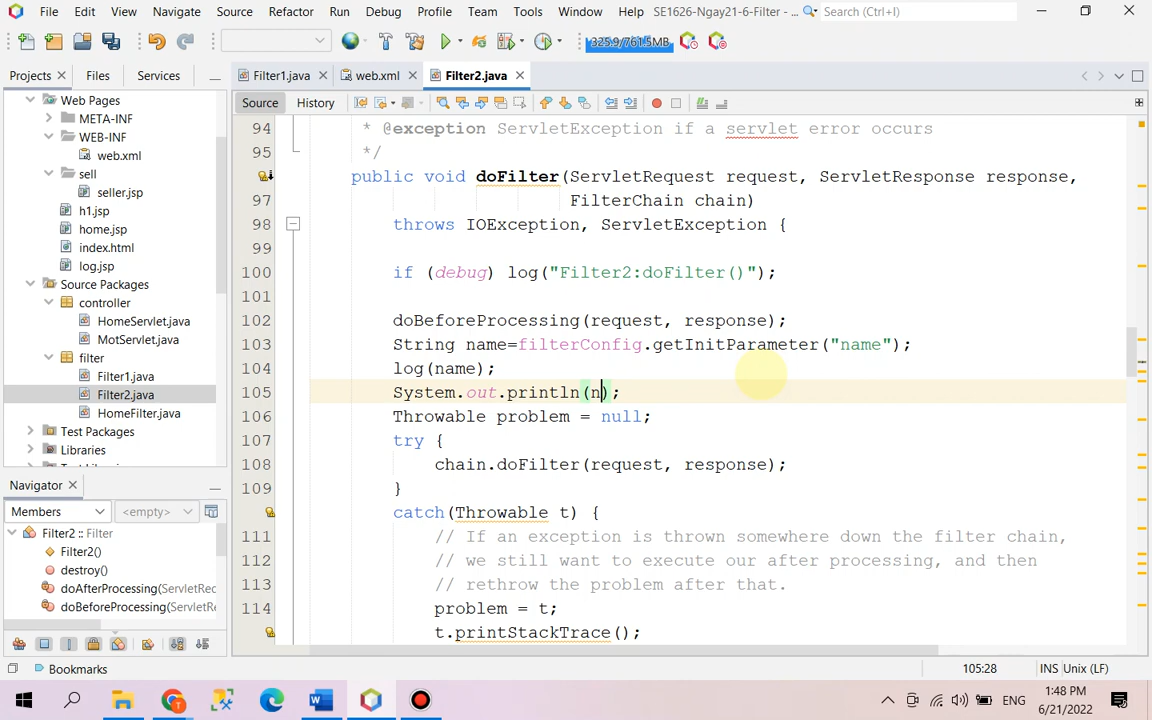 File Edit View Navigate Source Refactor Run Debug Profile Team Tools Window Help SE1626-Ngay21-6-Filter - ... Search (Ctrl+I)
325.9/761.5MB
Projects Files Services
Filter1.java web.xml Filter2.java
Source History
Web Pages
META-INF
WEB-INF
web.xml
sell
seller.jsp
h1.jsp
home.jsp
index.html
log.jsp
Source Packages
controller
HomeServlet.java
MotServlet.java
filter
Filter1.java
Filter2.java
HomeFilter.java
Test Packages
Libraries
Navigator
Members <empty>
Filter2 :: Filter
Filter2()
destroy()
doAfterProcessing(ServletRec
doBeforeProcessing(ServletRe
94 * @exception ServletException if a servlet error occurs
95 */
public void doFilter(ServletRequest request, ServletResponse response,
97 FilterChain chain)
98 throws IOException, ServletException {
99
100 if (debug) log("Filter2:doFilter()");
101
102 doBeforeProcessing(request, response);
103 String name=filterConfig.getInitParameter("name");
104 log(name);
105 System.out.println(n);
106 Throwable problem = null;
107 try {
108 chain.doFilter(request, response);
109 }
catch(Throwable t) {
111 // If an exception is thrown somewhere down the filter chain,
112 // we still want to execute our after processing, and then
113 // rethrow the problem after that.
114 problem = t;
t.printStackTrace();
Bookmarks
105:28 INS Unix (LF)
ENG
1:48 PM
6/21/2022